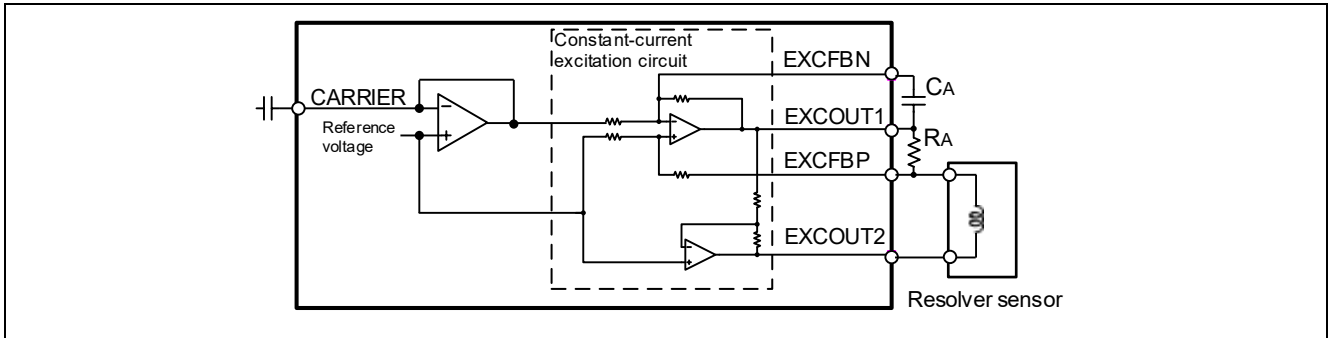 Constant-current
excitation circuit
EXCFBN
CA
CARRIER
EXCOUT1
Reference
voltage
RA
EXCFBP
EXCOUT2
Resolver sensor